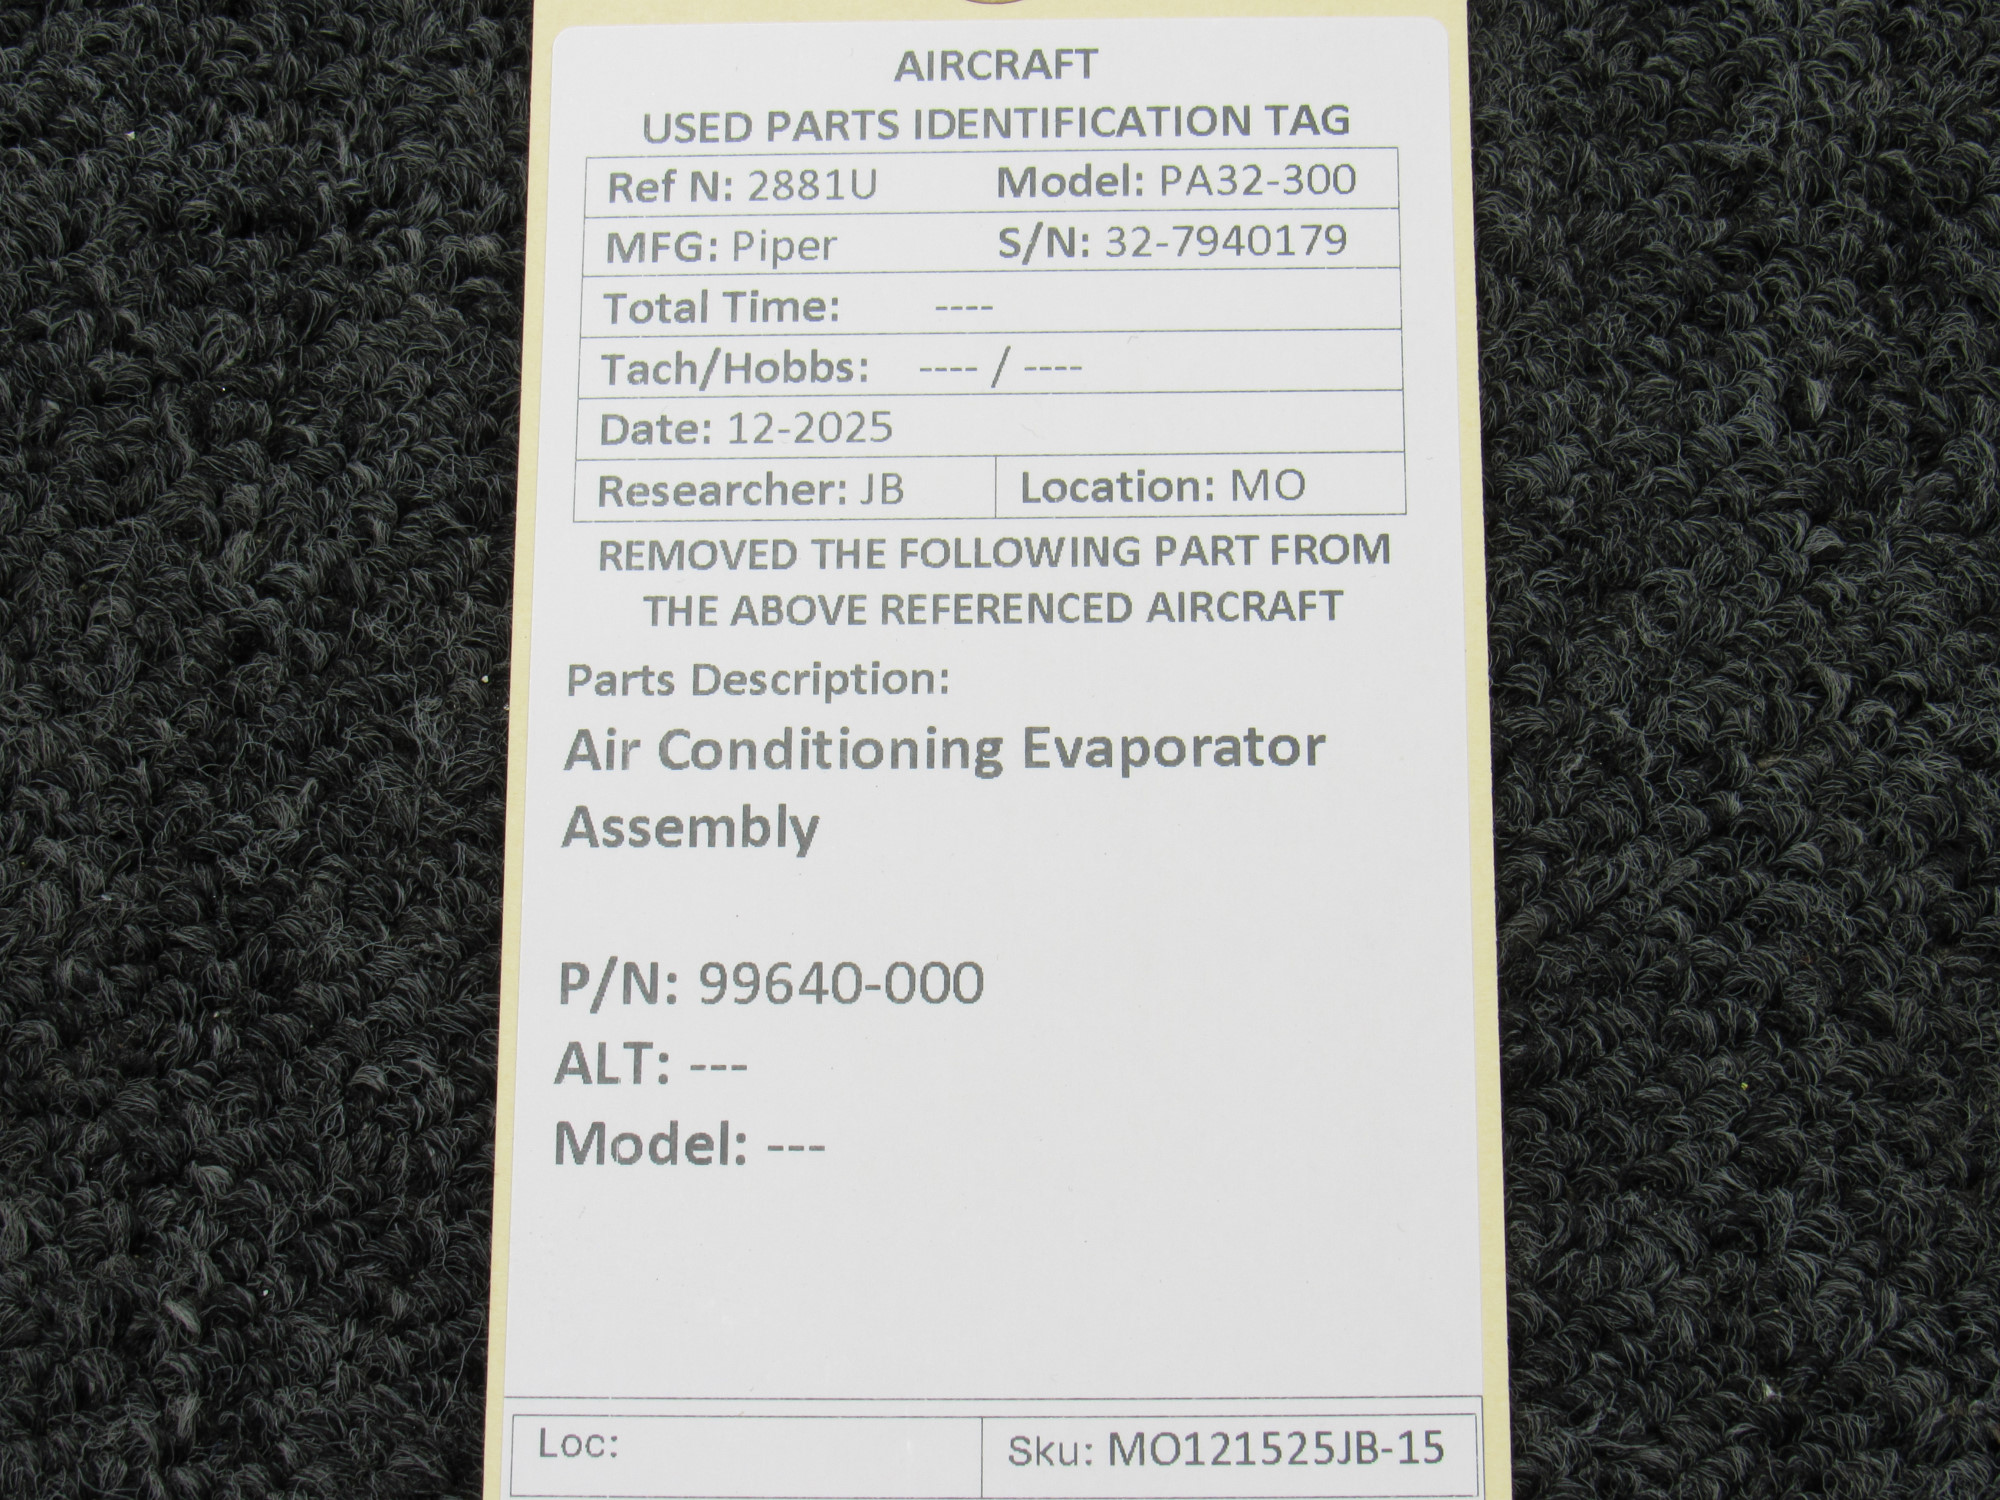 AIRCRAFT
USED PARTS IDENTIFICATION TAG
Ref N: 2881U Model: PA32-300
MFG: Piper S/N: 32-7940179
Total Time: ----
Tach/Hobbs: ---- / ----
Date: 12-2025
Researcher: JB Location: MO
REMOVED THE FOLLOWING PART FROM
THE ABOVE REFERENCED AIRCRAFT
Parts Description:
Air Conditioning Evaporator
Assembly
P/N: 99640-000
ALT: ---
Model: ---
Loc: Sku: MO121525JB-15